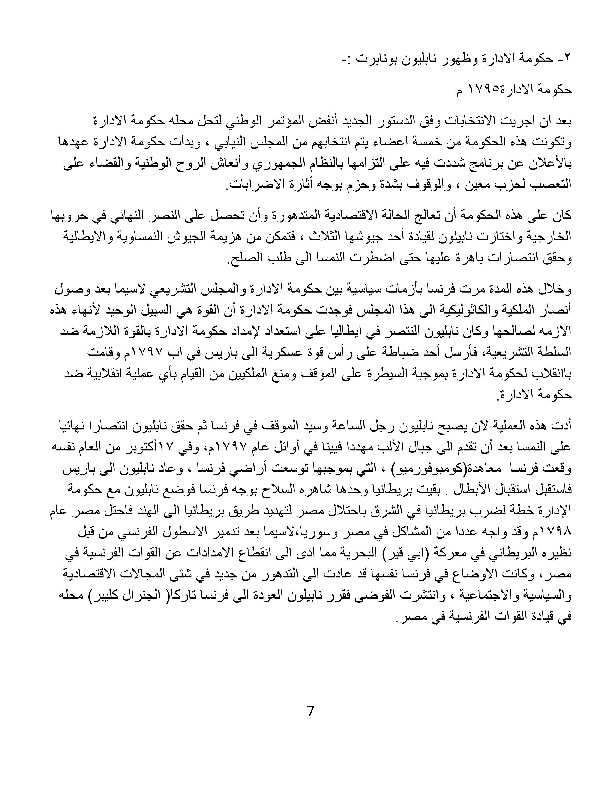 ٢- حكومة الادارة وظهور نابليون بونابرت :-
حكومة الادارة١٧٩٥ م
بعد ان اجريت الانتخابات وفق الدستور الجديد أنفض المؤتمر الوطني لتحل محله حكومة الادارة
وتكونت هذه الحكومة من خمسة اعضاء يتم انتخابهم من المجلس النيابي ، وبدأت حكومة الادارة عهدها
بالأعلان عن برنامج شددت فيه على التزامها بالنظام الجمهوري وأنعاش الروح الوطنية والقضاء على
التعصب لحزب معين ، والوقوف بشدة وحزم بوجه أثارة الاضرابات.
كان على هذه الحكومة أن تعالج الحالة الاقتصادية المتدهورة وأن تحصل على النصر النهائي في حروبها
الخارجية واختارت نابيلون لقيادة أحد جيوشها الثلاث ، فتمكن من هزيمة الجيوش النمساوية والايطالية
وحقق انتصارات باهرة عليها حتى اضطرت النمسا الى طلب الصلح.
وخلال هذه المدة مرت فرنسا بأزمات سياسية بين حكومة الادارة والمجلس التشريعي لاسيما بعد وصول
أنصار الملكية والكاثوليكية الى هذا المجلس فوجدت حكومة الادارة أن القوة هي السبيل الوحيد لأنهاء هذه
الازمه لصالحها وكان نابليون المنتصر في ايطاليا على استعداد لإمداد حكومة الادارة بالقوة اللازمة ضد
السلطة التشريعية، فأرسل أحد ضباطة على رأس قوة عسكرية الى باريس في اب ١٧٩٧م وقامت
باانقلاب لحكومة الادارة بموجبة السيطرة على الموقف ومنع الملكيين من القيام بأي عملية انقلابية ضد
حكومة الادارة.
أدت هذه العملية لان يصبح نابليون رجل الساعة وسيد الموقف في فرنسا ثم حقق نابليون انتصارا نهائيا
على النمسا بعد أن تقدم الى جبال الألب مهددا فيينا في أوائل عام ١٧٩٧م، وفي ١٧أكتوبر من العام نفسه
وقعت فرنسا معاهدة(كومبوفورميو) ، التي بموجبها توسعت أراضي فرنسا ، وعاد نابليون الى باريس
فاستقبل استقبال الأبطال . بقيت بريطانيا وحدها شاهره السلاح بوجه فرنسا فوضع نابليون مع حكومة
الإدارة خطة لضرب بريطانيا في الشرق باحتلال مصر لتهديد طريق بريطانيا الى الهند فاحتل مصر عام
١٧٩٨م وقد واجه عددا من المشاكل في مصر وسوريا،لاسيما بعد تدمير الاسطول الفرنسي من قبل
نظيره البريطاني في معركة (ابي قير) البحرية مما ادى الى انقطاع الامدادات عن القوات الفرنسية في
مصر، وكانت الاوضاع في فرنسا نفسها قد عادت الى التدهور من جديد في شتى المجالات الاقتصادية
والسياسية والاجتماعية ، وانتشرت الفوضى فقرر نابيلون العودة الى فرنسا تاركا( الجنرال كليبر) محله
في قيادة القوات الفرنسية في مصر.
7